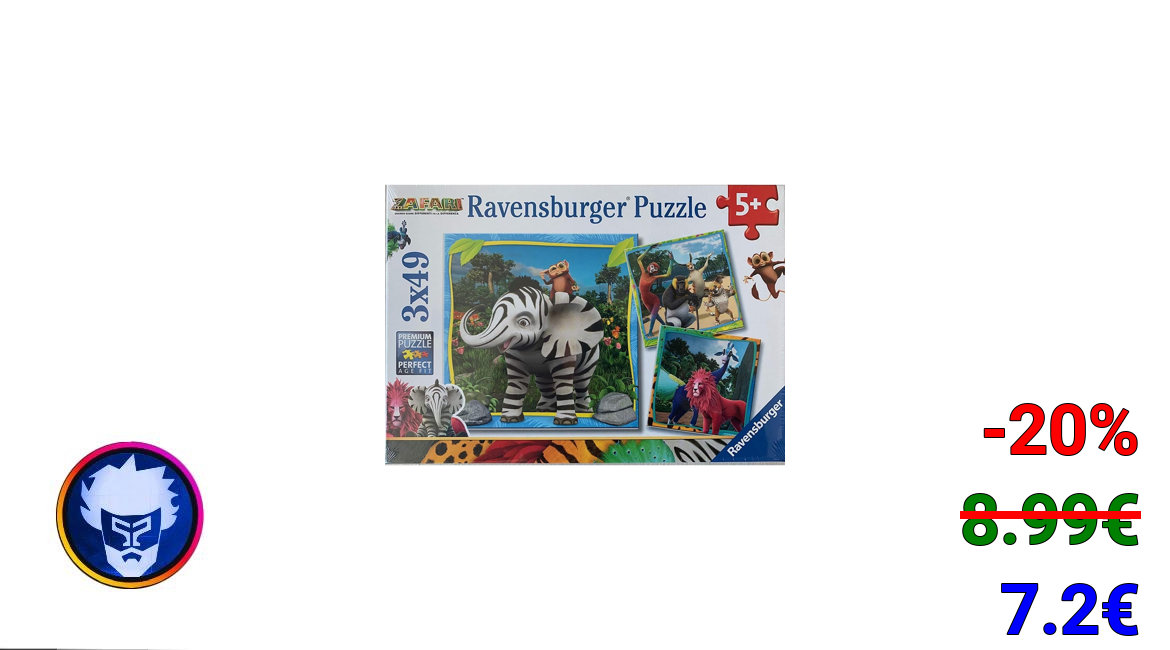 ZAFARI
Ravensburger Puzzle
5+
3x49
PREMIUM
PUZZLE
PERFECT
AGE FIT
Ravensburger
-20%
8.99€
7.2€